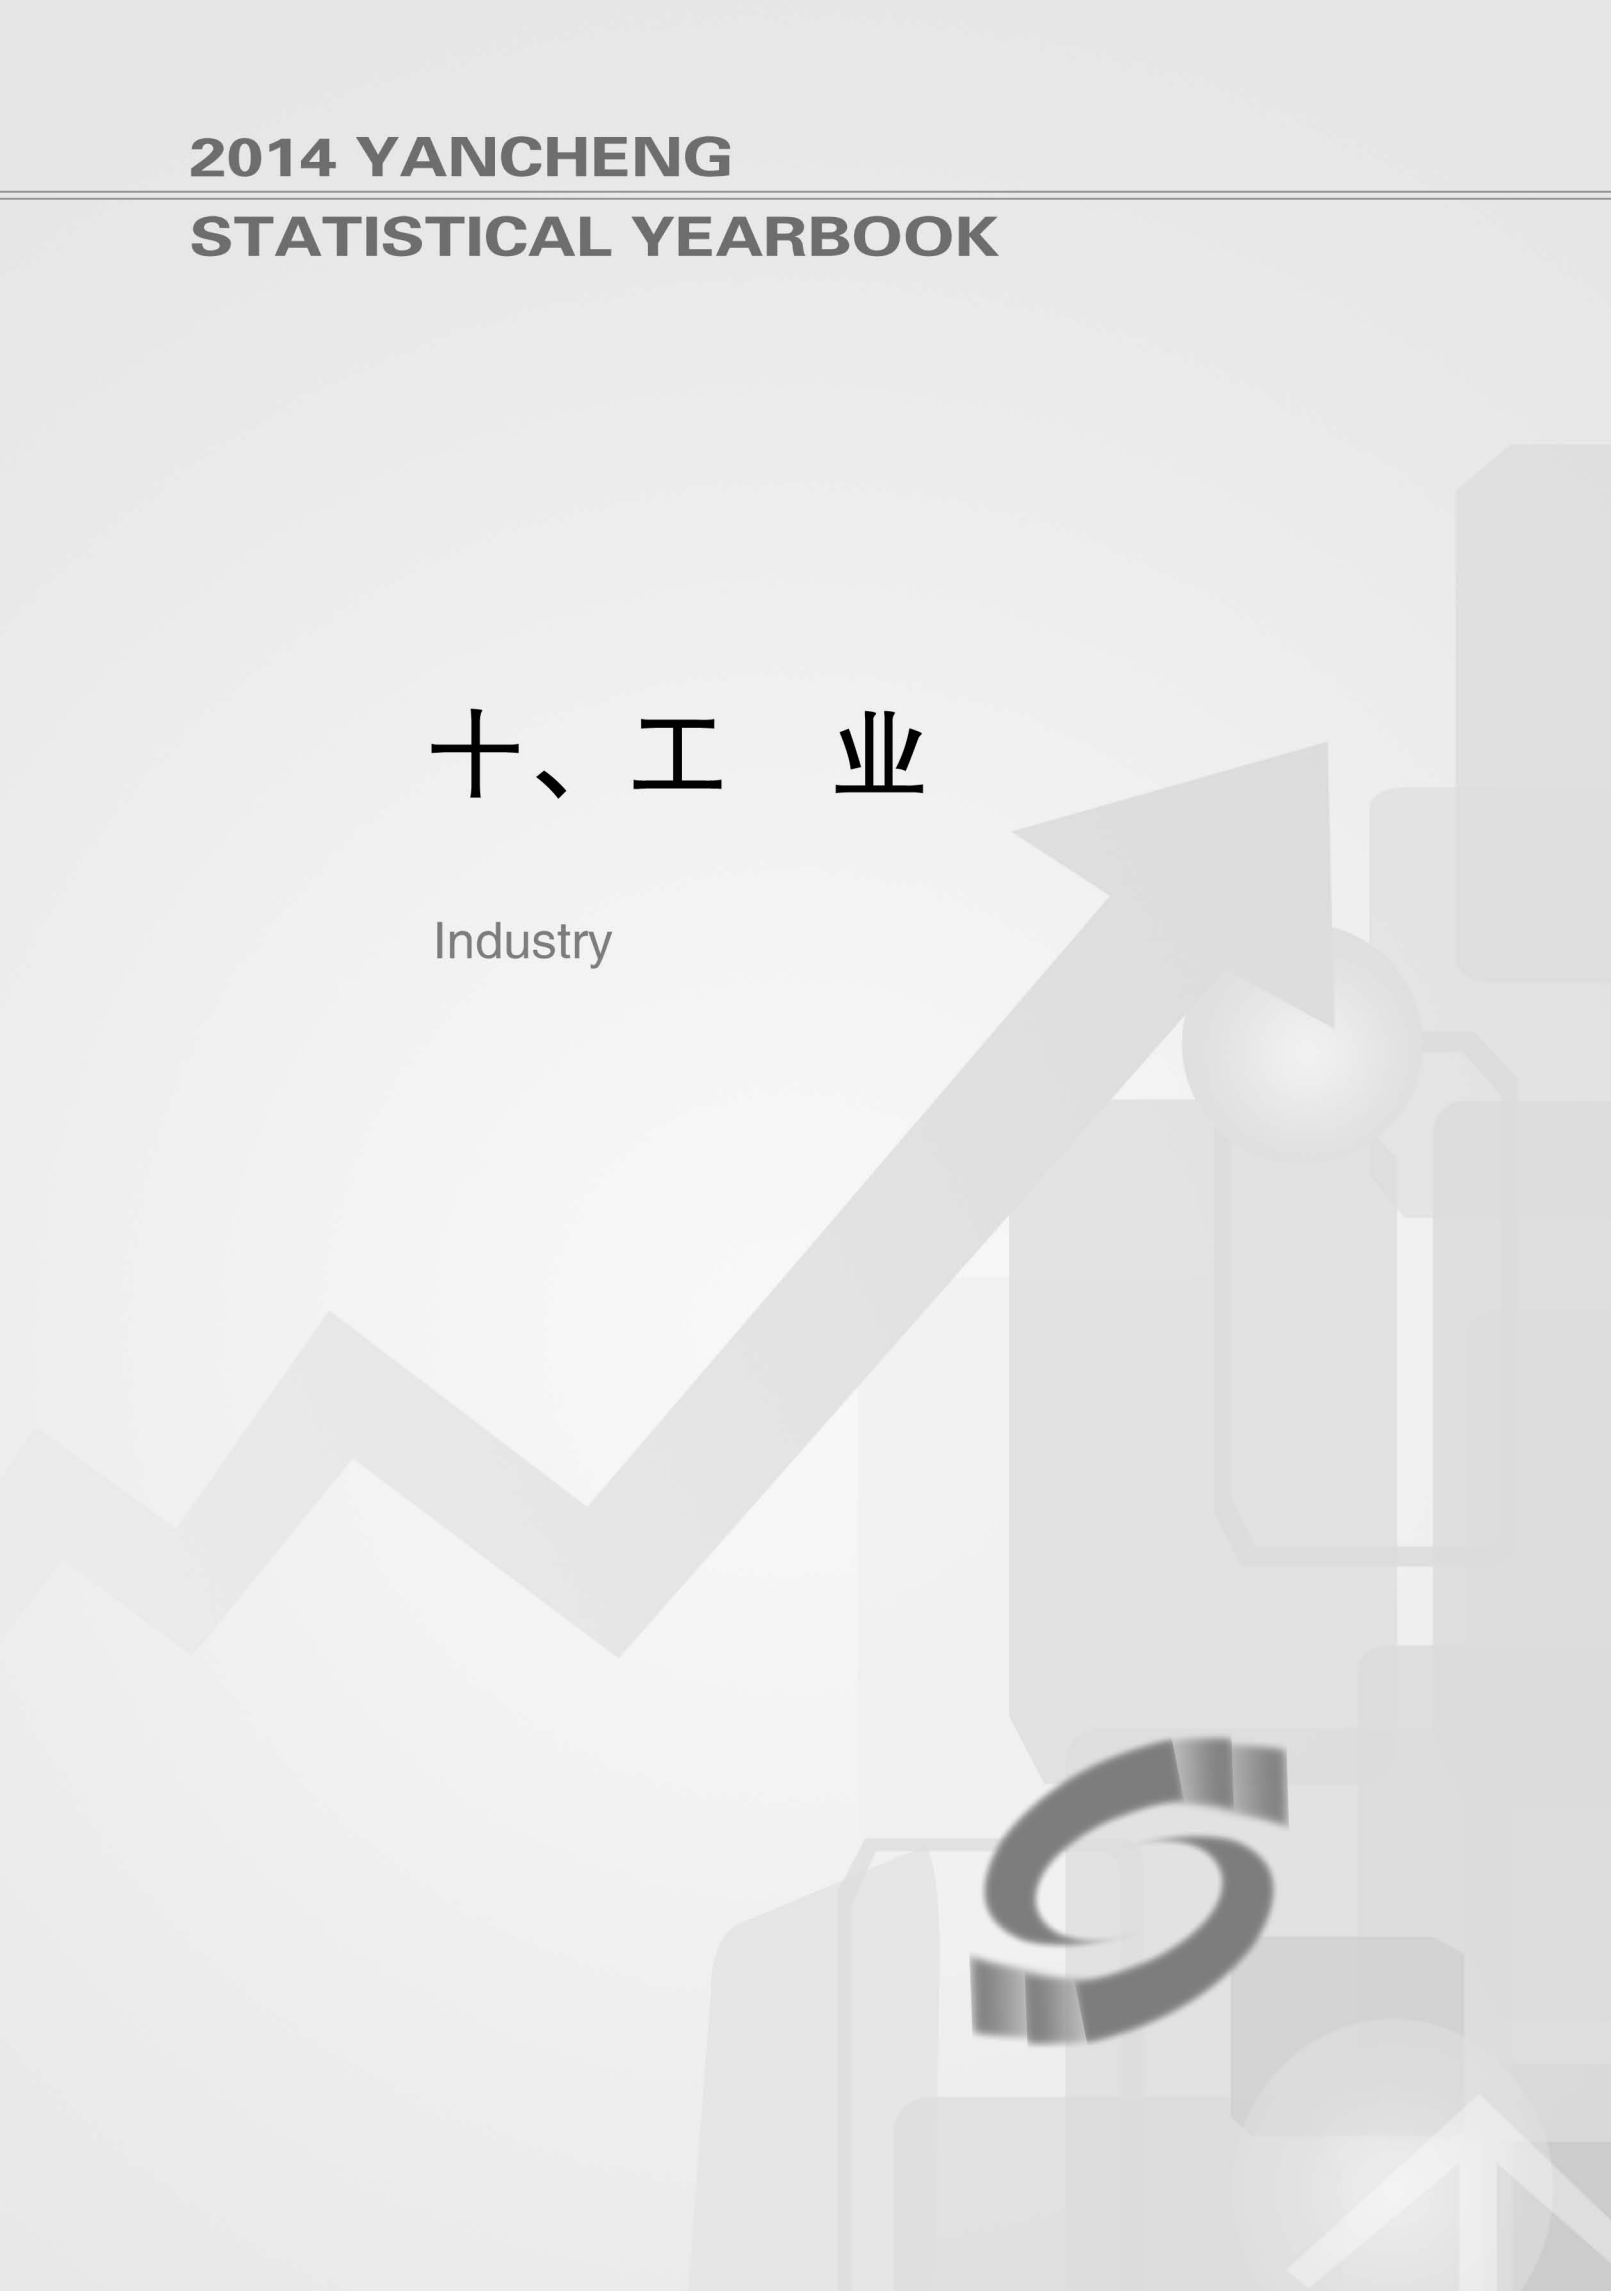 2014 YANCHENG
STATISTICAL YEARBOOK
十、工　业
Industry